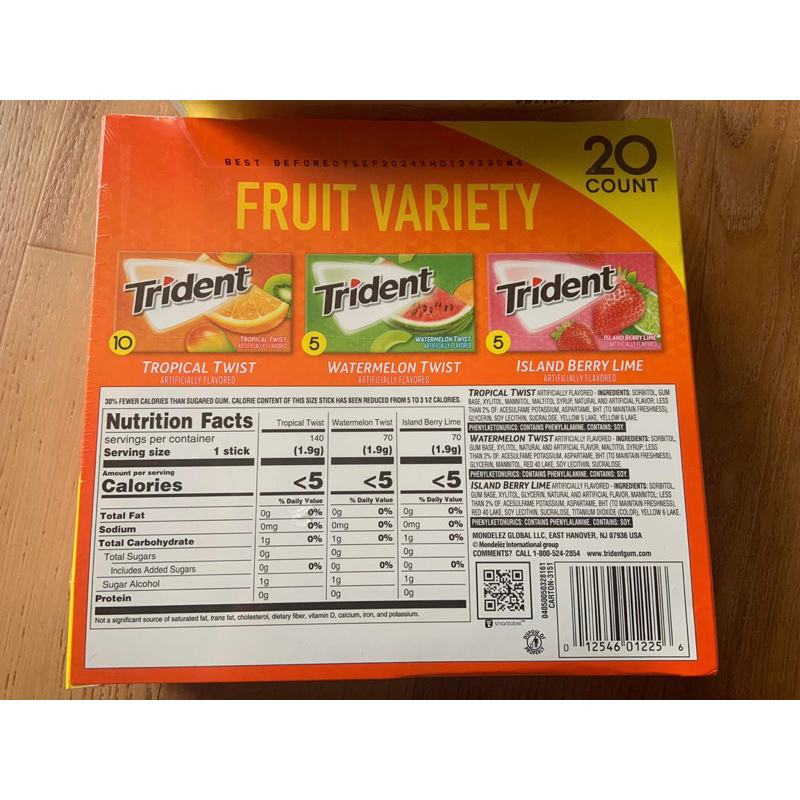 BEST BEFORE07SEP2024XH0124230M4
20
COUNT
FRUIT VARIETY
Trident
10
TROPICAL TWIST
ARTIFICIALLY FLAVORED
Trident
5
WATERMELON TWIST
ARTIFICIALLY FLAVORED
Trident
5
ISLAND BERRY LIME
ARTIFICIALLY FLAVORED
TROPICAL TWIST
ARTIFICIALLY FLAVORED
WATERMELON TWIST
ARTIFICIALLY FLAVORED
ISLAND BERRY LIME
ARTIFICIALLY FLAVORED
30% FEWER CALORIES THAN SUGARED GUM. CALORIE CONTENT OF THIS SIZE STICK HAS BEEN REDUCED FROM 5 TO 3 1/2 CALORIES.
Nutrition Facts Tropical Twist Watermelon Twist Island Berry Lime
servings per container 140 70 70
Serving size 1 stick (1.9g) (1.9g) (1.9g)
Amount per serving
Calories <5 <5 <5
% Daily Value % Daily Value % Daily Value
Total Fat 0g 0% 0g 0% 0g 0%
Sodium 0mg 0% 0mg 0% 0mg 0%
Total Carbohydrate 1g 0% 1g 0% 1g 0%
Total Sugars 0g 0g 0g
Includes Added Sugars 0g 0% 0g 0% 0g 0%
Sugar Alcohol 1g 1g 1g
Protein 0g 0g 0g
Not a significant source of saturated fat, trans fat, cholesterol, dietary fiber, vitamin D, calcium, iron, and potassium.
TROPICAL TWIST ARTIFICIALLY FLAVORED - INGREDIENTS: SORBITOL, GUM
BASE, XYLITOL, MANNITOL, MALTITOL SYRUP, NATURAL AND ARTIFICIAL FLAVOR; LESS
THAN 2% OF: ACESULFAME POTASSIUM, ASPARTAME, BHT (TO MAINTAIN FRESHNESS),
GLYCERIN, SOY LECITHIN, SUCRALOSE, YELLOW 5 LAKE, YELLOW 6 LAKE.
PHENYLKETONURICS: CONTAINS PHENYLALANINE. CONTAINS: SOY.
WATERMELON TWIST ARTIFICIALLY FLAVORED - INGREDIENTS: SORBITOL,
GUM BASE, XYLITOL, NATURAL AND ARTIFICIAL FLAVOR, MALTITOL SYRUP; LESS
THAN 2% OF: ACESULFAME POTASSIUM, ASPARTAME, BHT (TO MAINTAIN FRESHNESS),
GLYCERIN, MANNITOL, RED 40 LAKE, SOY LECITHIN, SUCRALOSE.
PHENYLKETONURICS: CONTAINS PHENYLALANINE. CONTAINS: SOY.
ISLAND BERRY LIME ARTIFICIALLY FLAVORED - INGREDIENTS: SORBITOL,
GUM BASE, XYLITOL, GLYCERIN, NATURAL AND ARTIFICIAL FLAVOR, MANNITOL; LESS
THAN 2% OF: ACESULFAME POTASSIUM, ASPARTAME, BHT (TO MAINTAIN FRESHNESS),
RED 40 LAKE, SOY LECITHIN, SUCRALOSE, TITANIUM DIOXIDE (COLOR), YELLOW 6 LAKE.
PHENYLKETONURICS: CONTAINS PHENYLALANINE. CONTAINS: SOY.
MONDELĒZ GLOBAL LLC, EAST HANOVER, NJ 07936 USA
© Mondelēz International group
COMMENTS? CALL 1-800-524-2854 www.tridentgum.com
smartlabel™
04050050328161
CARTON-3151
DISPOSE OF PROPERLY
0 12546 01225 6